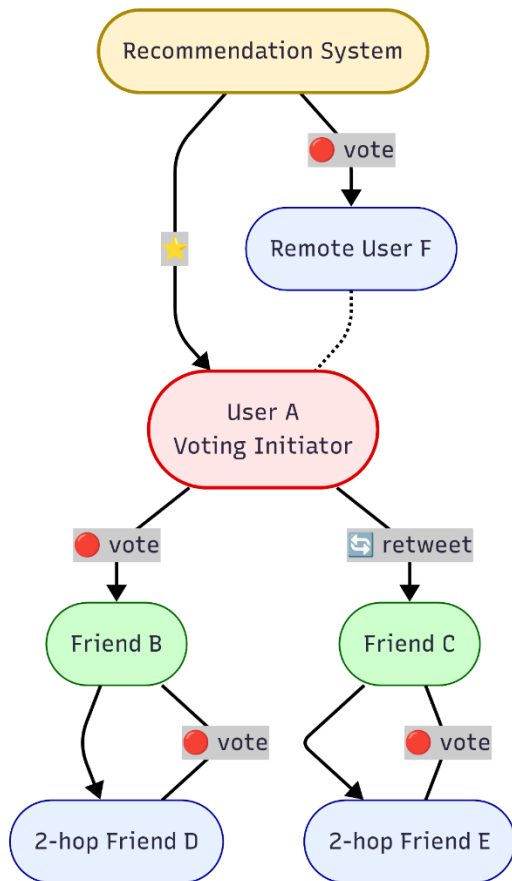 Recommendation System
🔴 vote
Remote User F
⭐
User A
Voting Initiator
🔴 vote
🔄 retweet
Friend B
Friend C
🔴 vote
🔴 vote
2-hop Friend D
2-hop Friend E